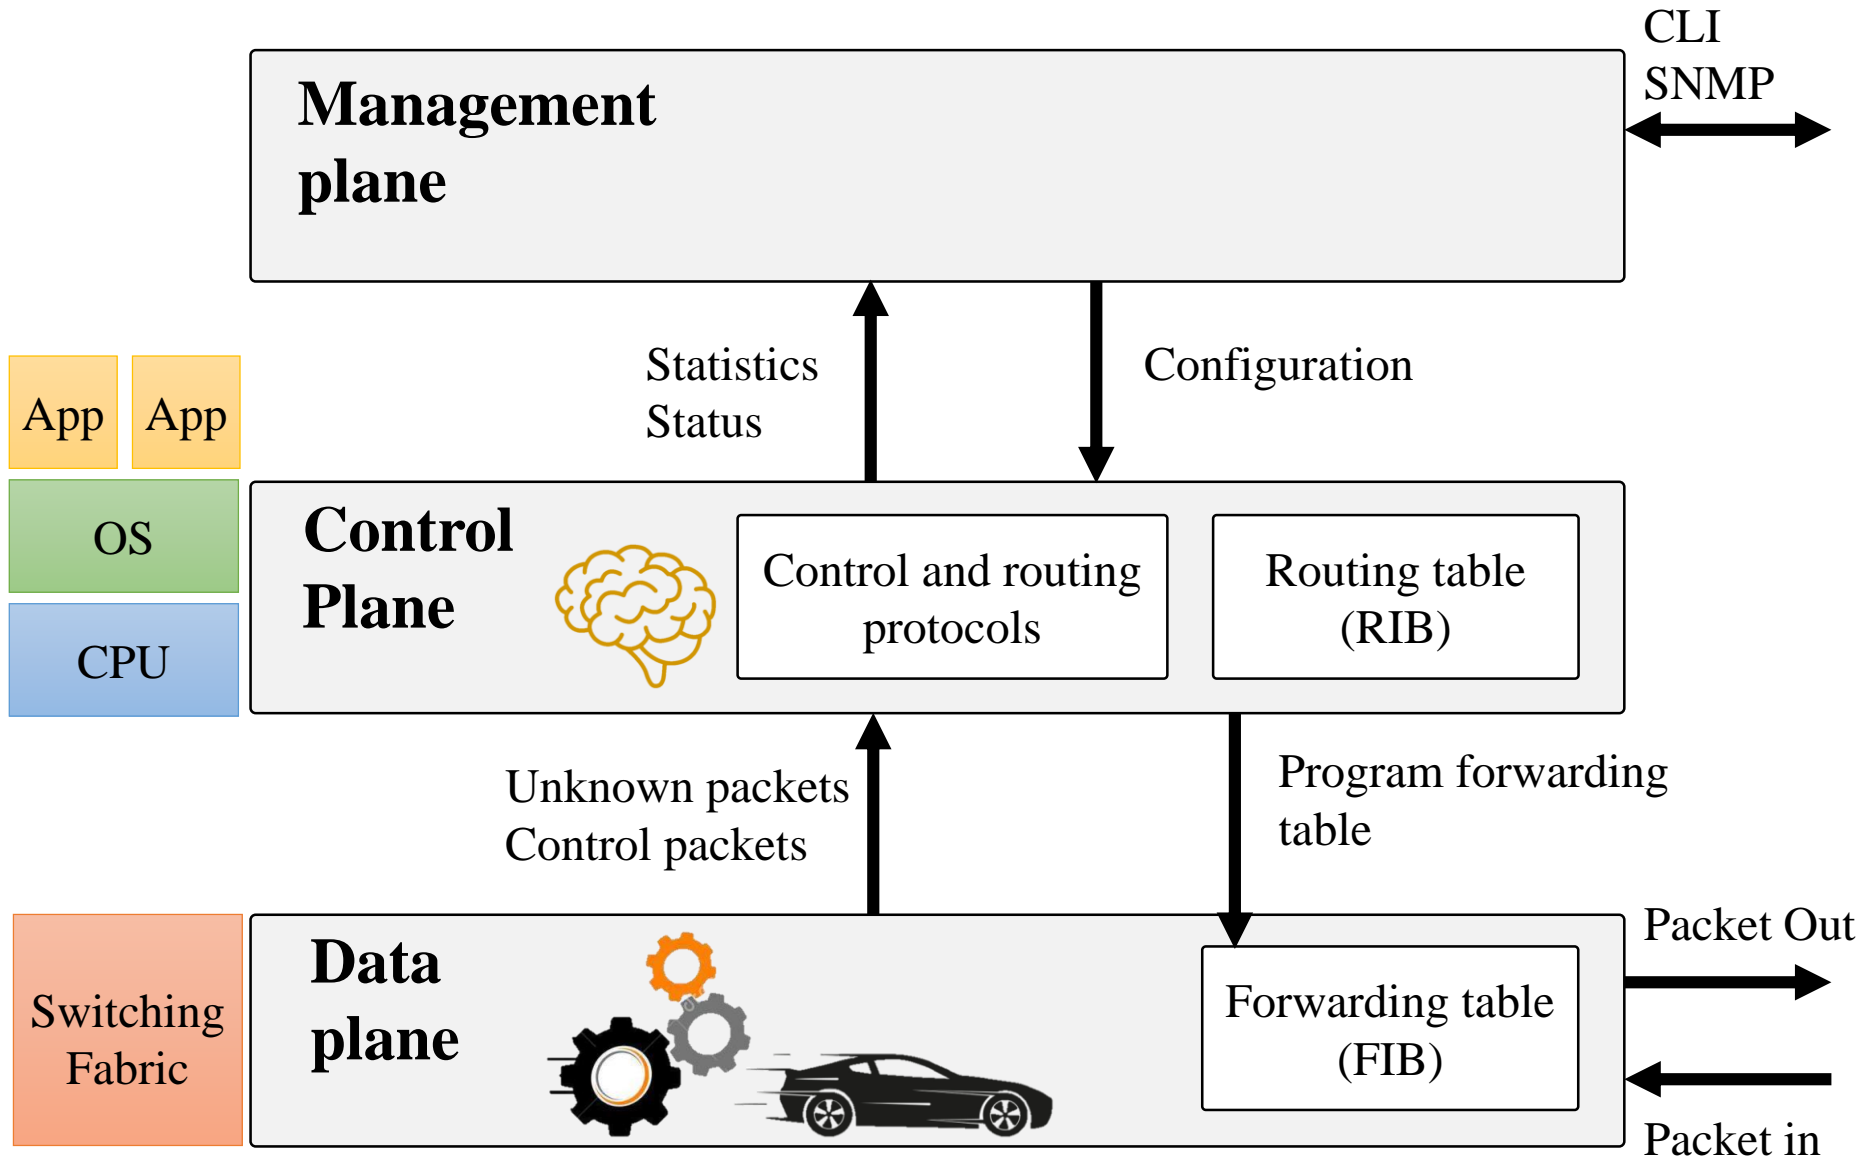 CLI
SNMP
Management
plane
Statistics
Status
Configuration
App
App
OS
CPU
Control
Plane
Control and routing
protocols
Routing table
(RIB)
Unknown packets
Control packets
Program forwarding
table
Switching
Fabric
Data
plane
Forwarding table
(FIB)
Packet Out
Packet in